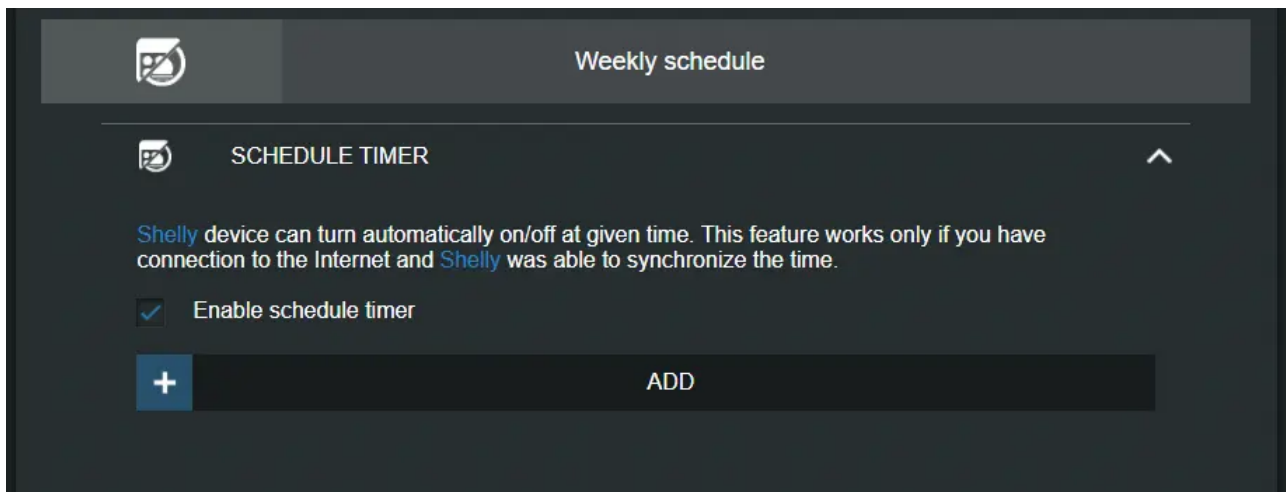 Weekly schedule
SCHEDULE TIMER
Shelly device can turn automatically on/off at given time. This feature works only if you have
connection to the Internet and Shelly was able to synchronize the time.
Enable schedule timer
+ ADD